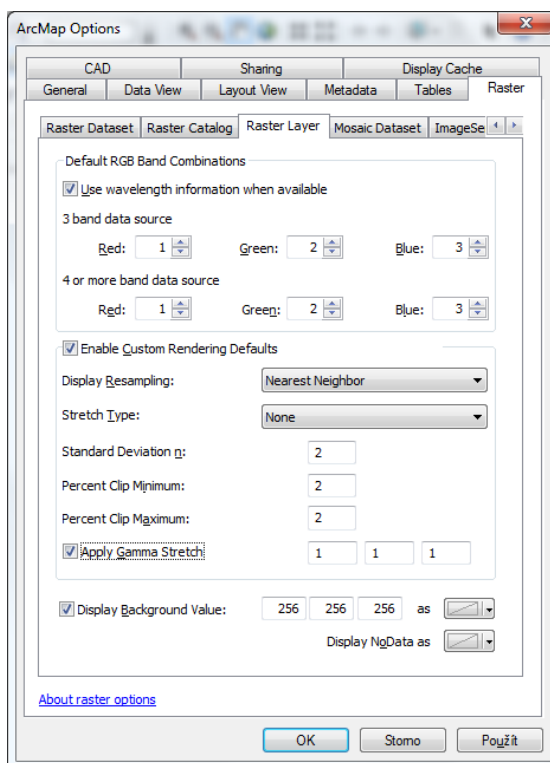 ArcMap Options
CAD Sharing Display Cache
General Data View Layout View Metadata Tables Raster
Raster Dataset Raster Catalog Raster Layer Mosaic Dataset ImageSe
Default RGB Band Combinations
Use wavelength information when available
3 band data source
Red: 1 Green: 2 Blue: 3
4 or more band data source
Red: 1 Green: 2 Blue: 3
Enable Custom Rendering Defaults
Display Resampling: Nearest Neighbor
Stretch Type: None
Standard Deviation n: 2
Percent Clip Minimum: 2
Percent Clip Maximum: 2
Apply Gamma Stretch 1 1 1
Display Background Value: 256 256 256 as
Display NoData as
About raster options
OK Storno Použít